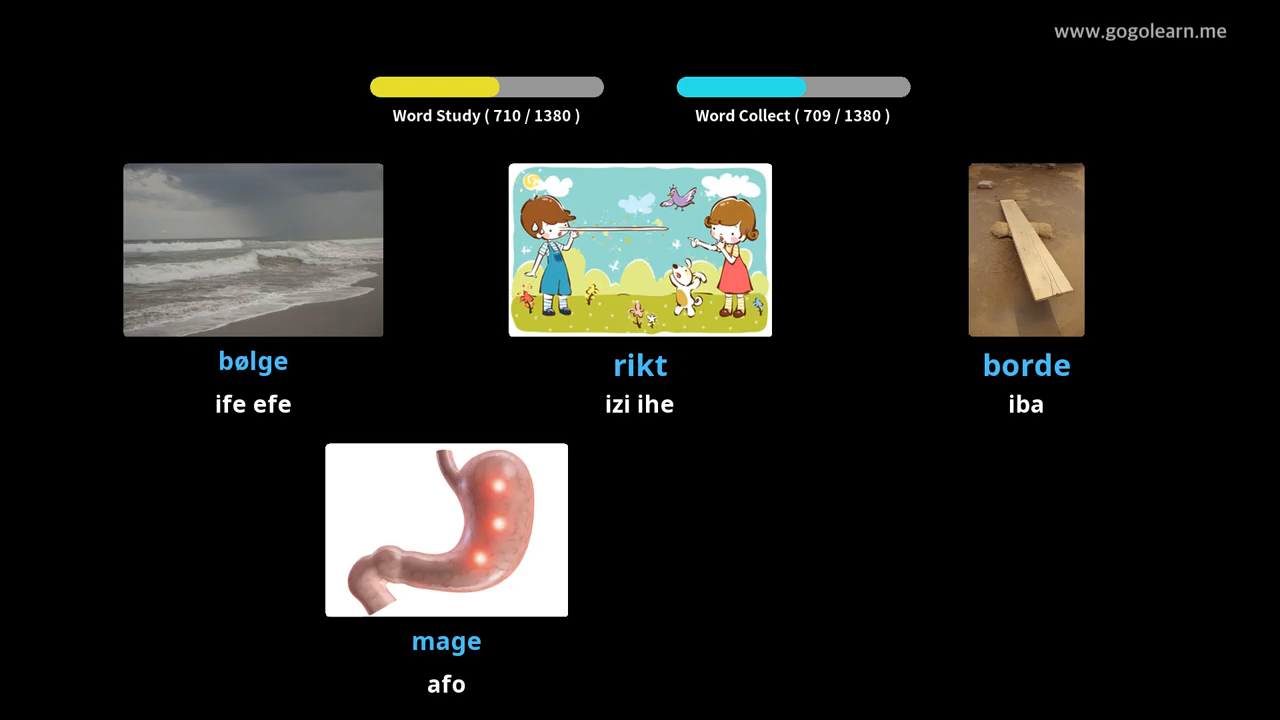 www.gogolearn.me
Word Study ( 710 / 1380 )
Word Collect ( 709 / 1380 )
bølge
ife efe
rikt
izi ihe
borde
iba
mage
afo